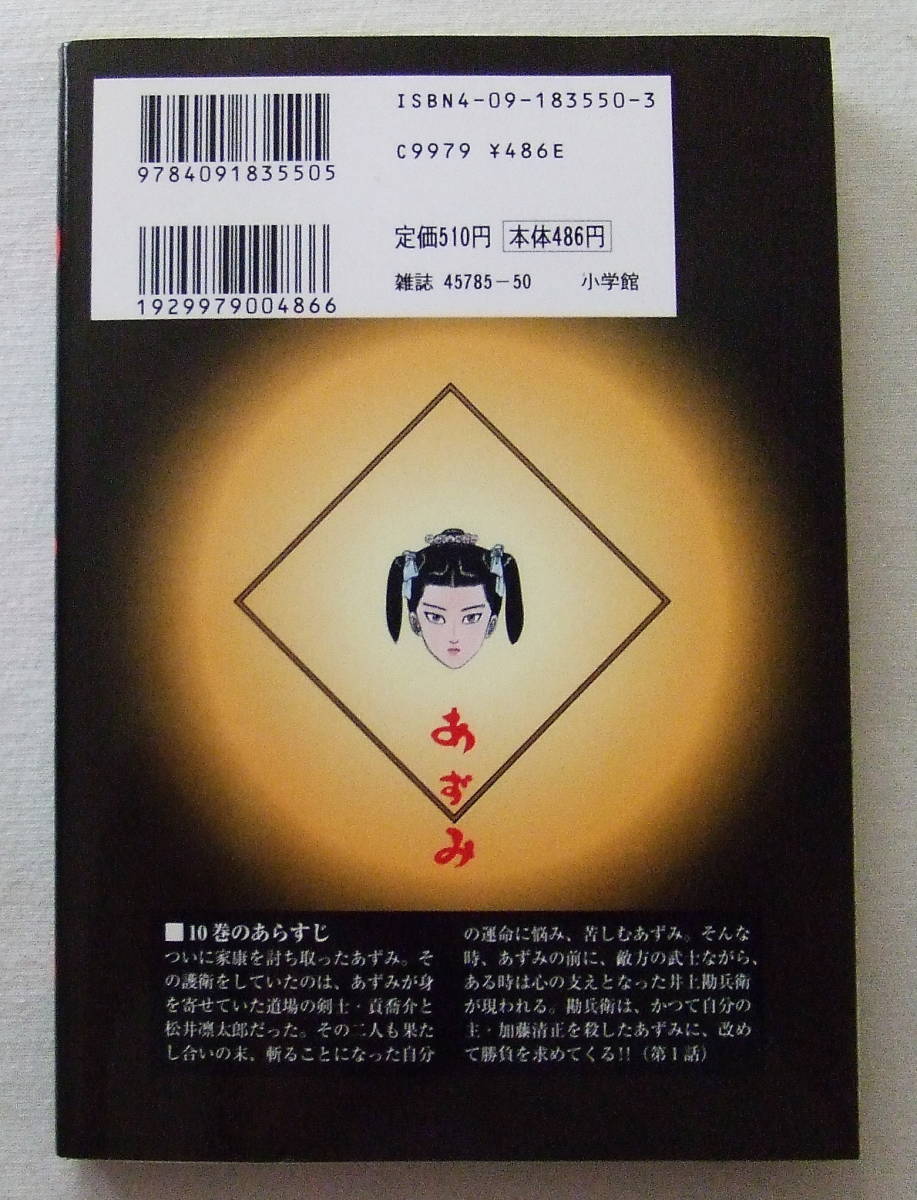 9784091835505
ISBN4-09-183550-3
C9979 ¥486E
1929979004866
定価510円 本体486円
雑誌 45785-50 小学館
あずみ
■10巻のあらすじ
ついに家康を討ち取ったあずみ。そ
の護衛をしていたのは、あずみが身
を寄せていた道場の剣士・貢喬介と
松井凛太郎だった。その二人も果た
し合いの末、斬ることになった自分
の運命に悩み、苦しむあずみ。そんな
時、あずみの前に、敵方の武士ながら、
ある時は心の支えとなった井上勘兵衛
が現われる。勘兵衛は、かつて自分の
主・加藤清正を殺したあずみに、改め
て勝負を求めてくる!!（第1話）